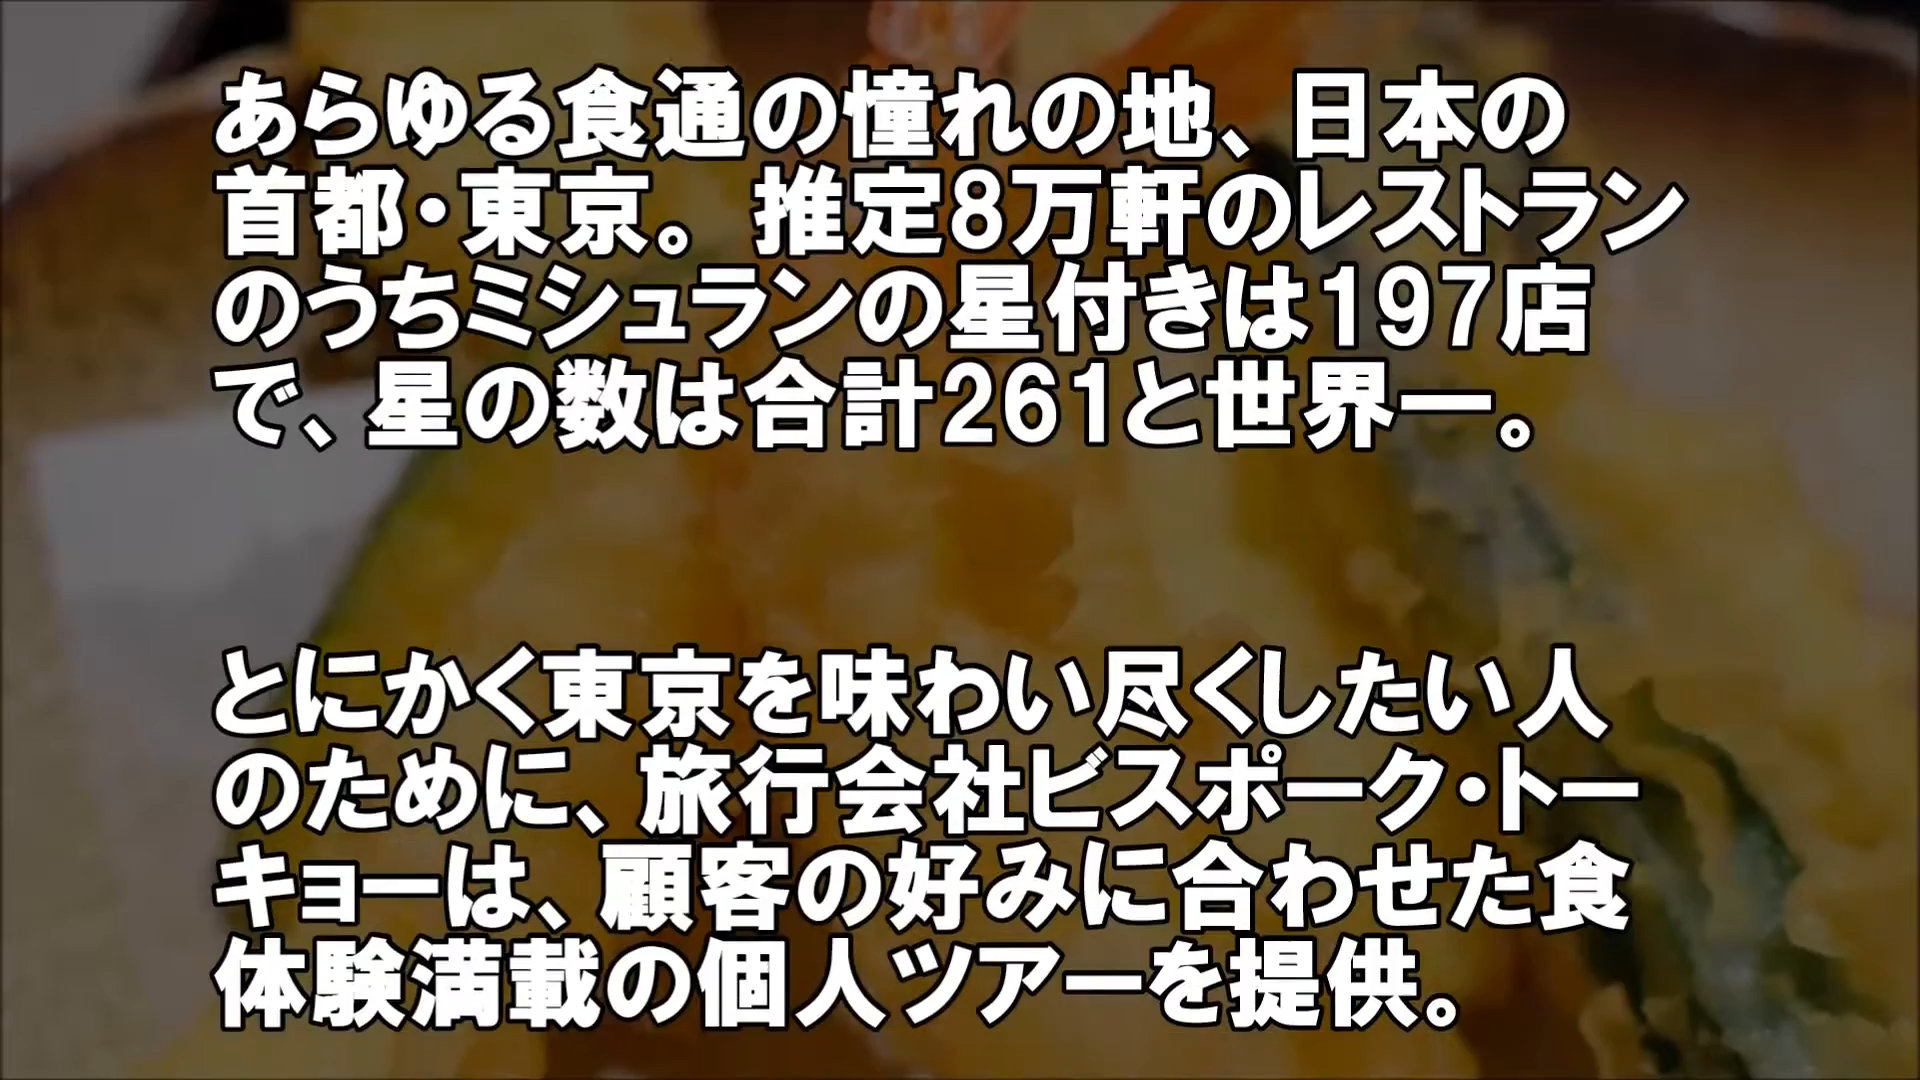 あらゆる食通の憧れの地、日本の
首都・東京。 推定8万軒のレストラン
のうちミシュランの星付きは197店
で、星の数は合計261と世界一。
とにかく東京を味わい尽くしたい人
のために、旅行会社ビスポーク・トー
キョーは、顧客の好みに合わせた食
体験満載の個人ツアーを提供。